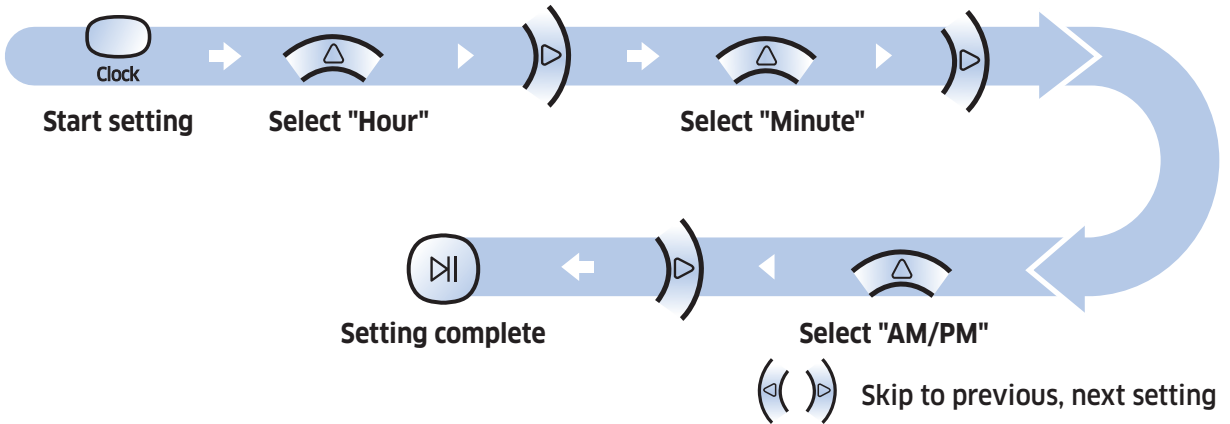 Clock
Start setting
Select "Hour"
Select "Minute"
Setting complete
Select "AM/PM"
Skip to previous, next setting